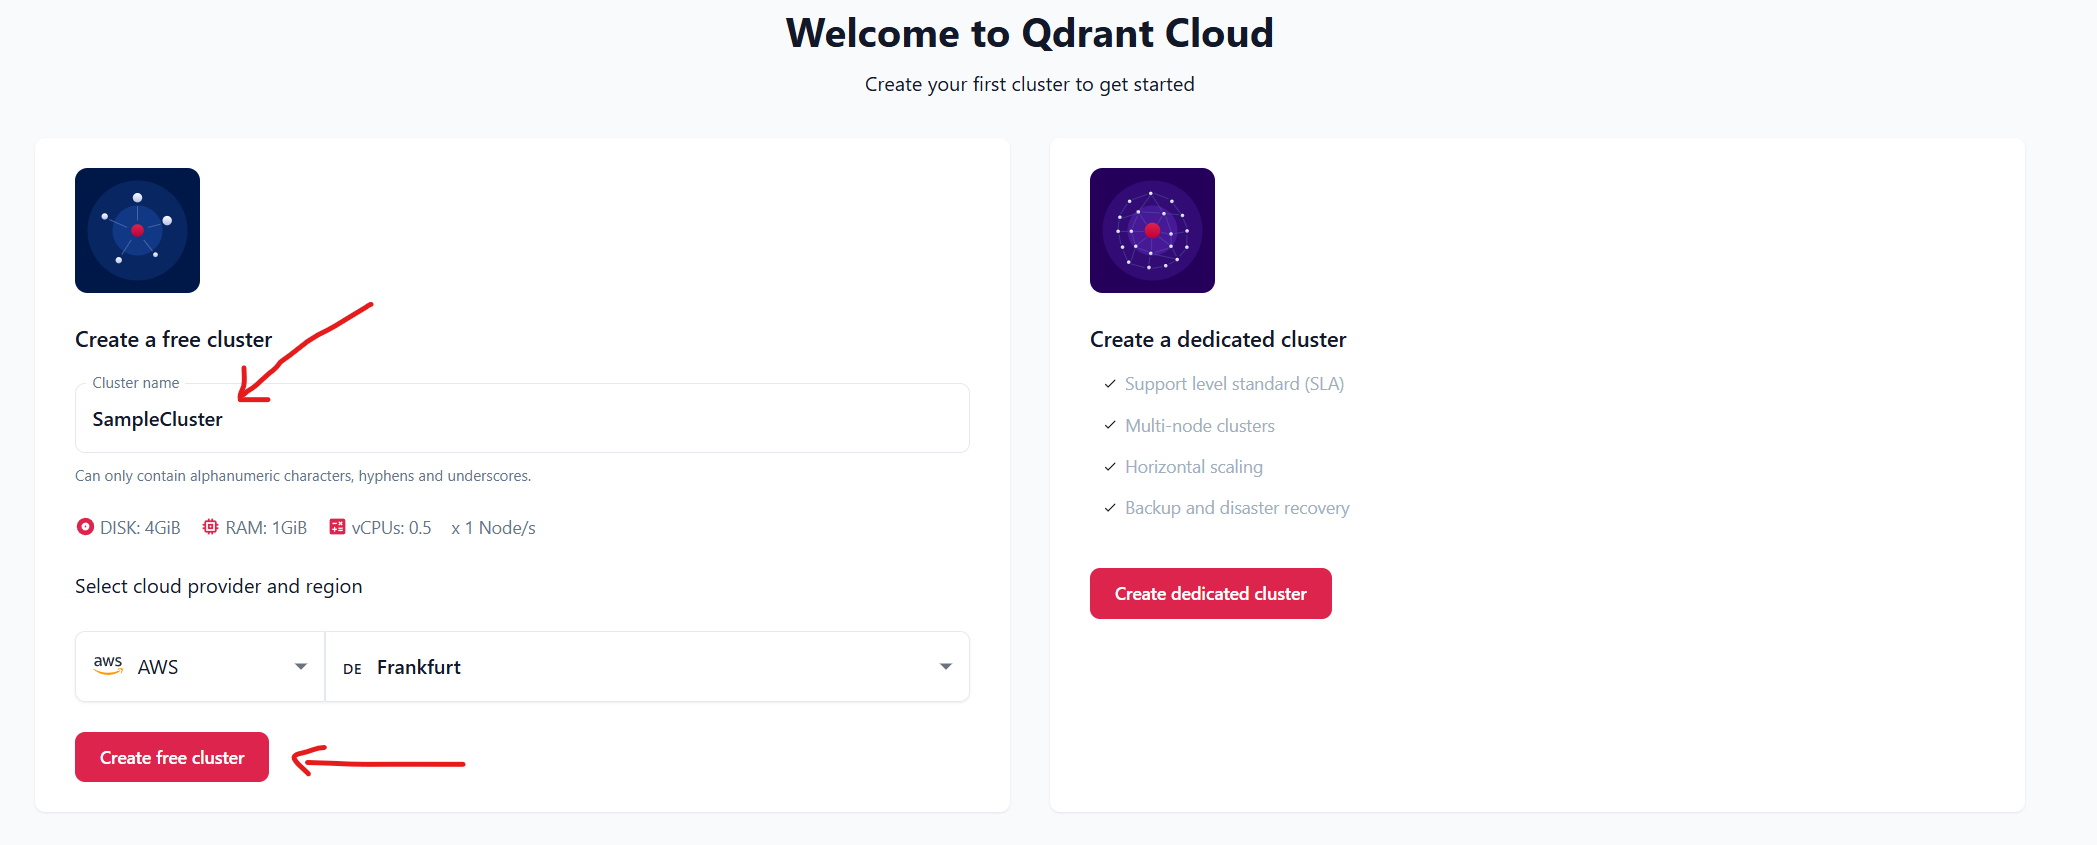 Welcome to Qdrant Cloud
Create your first cluster to get started
Create a free cluster
Cluster name
SampleCluster
Can only contain alphanumeric characters, hyphens and underscores.
DISK: 4GiB RAM: 1GiB vCPUs: 0.5 x 1 Node/s
Select cloud provider and region
aws AWS DE Frankfurt
Create free cluster
Create a dedicated cluster
Support level standard (SLA)
Multi-node clusters
Horizontal scaling
Backup and disaster recovery
Create dedicated cluster